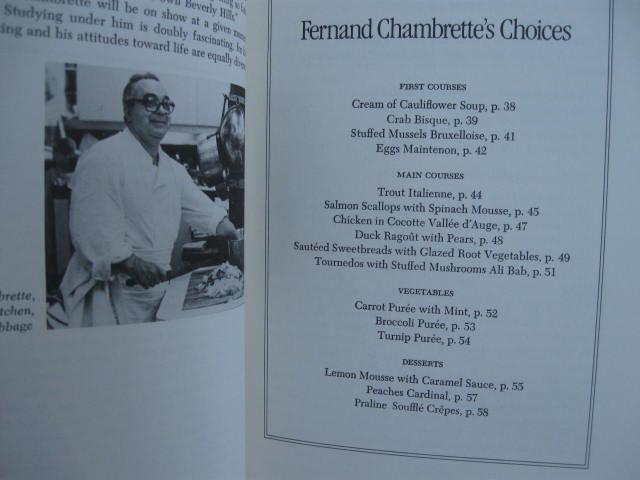 own Beverly Hills"
brette will be on show at a given
Studying under him is doubly fascinating.
ing and his attitudes toward life are equally
brette,
tchen,
bbage
Fernand Chambrette's Choices
FIRST COURSES
Cream of Cauliflower Soup, p. 38
Crab Bisque, p. 39
Stuffed Mussels Bruxelloise, p. 41
Eggs Maintenon, p. 42
MAIN COURSES
Trout Italienne, p. 44
Salmon Scallops with Spinach Mousse, p. 45
Chicken in Cocotte Vallée d'Auge, p. 47
Duck Ragoût with Pears, p. 48
Sautéed Sweetbreads with Glazed Root Vegetables, p. 49
Tournedos with Stuffed Mushrooms Ali Bab, p. 51
VEGETABLES
Carrot Purée with Mint, p. 52
Broccoli Purée, p. 53
Turnip Purée, p. 54
DESSERTS
Lemon Mousse with Caramel Sauce, p. 55
Peaches Cardinal, p. 57
Praline Soufflé Crêpes, p. 58